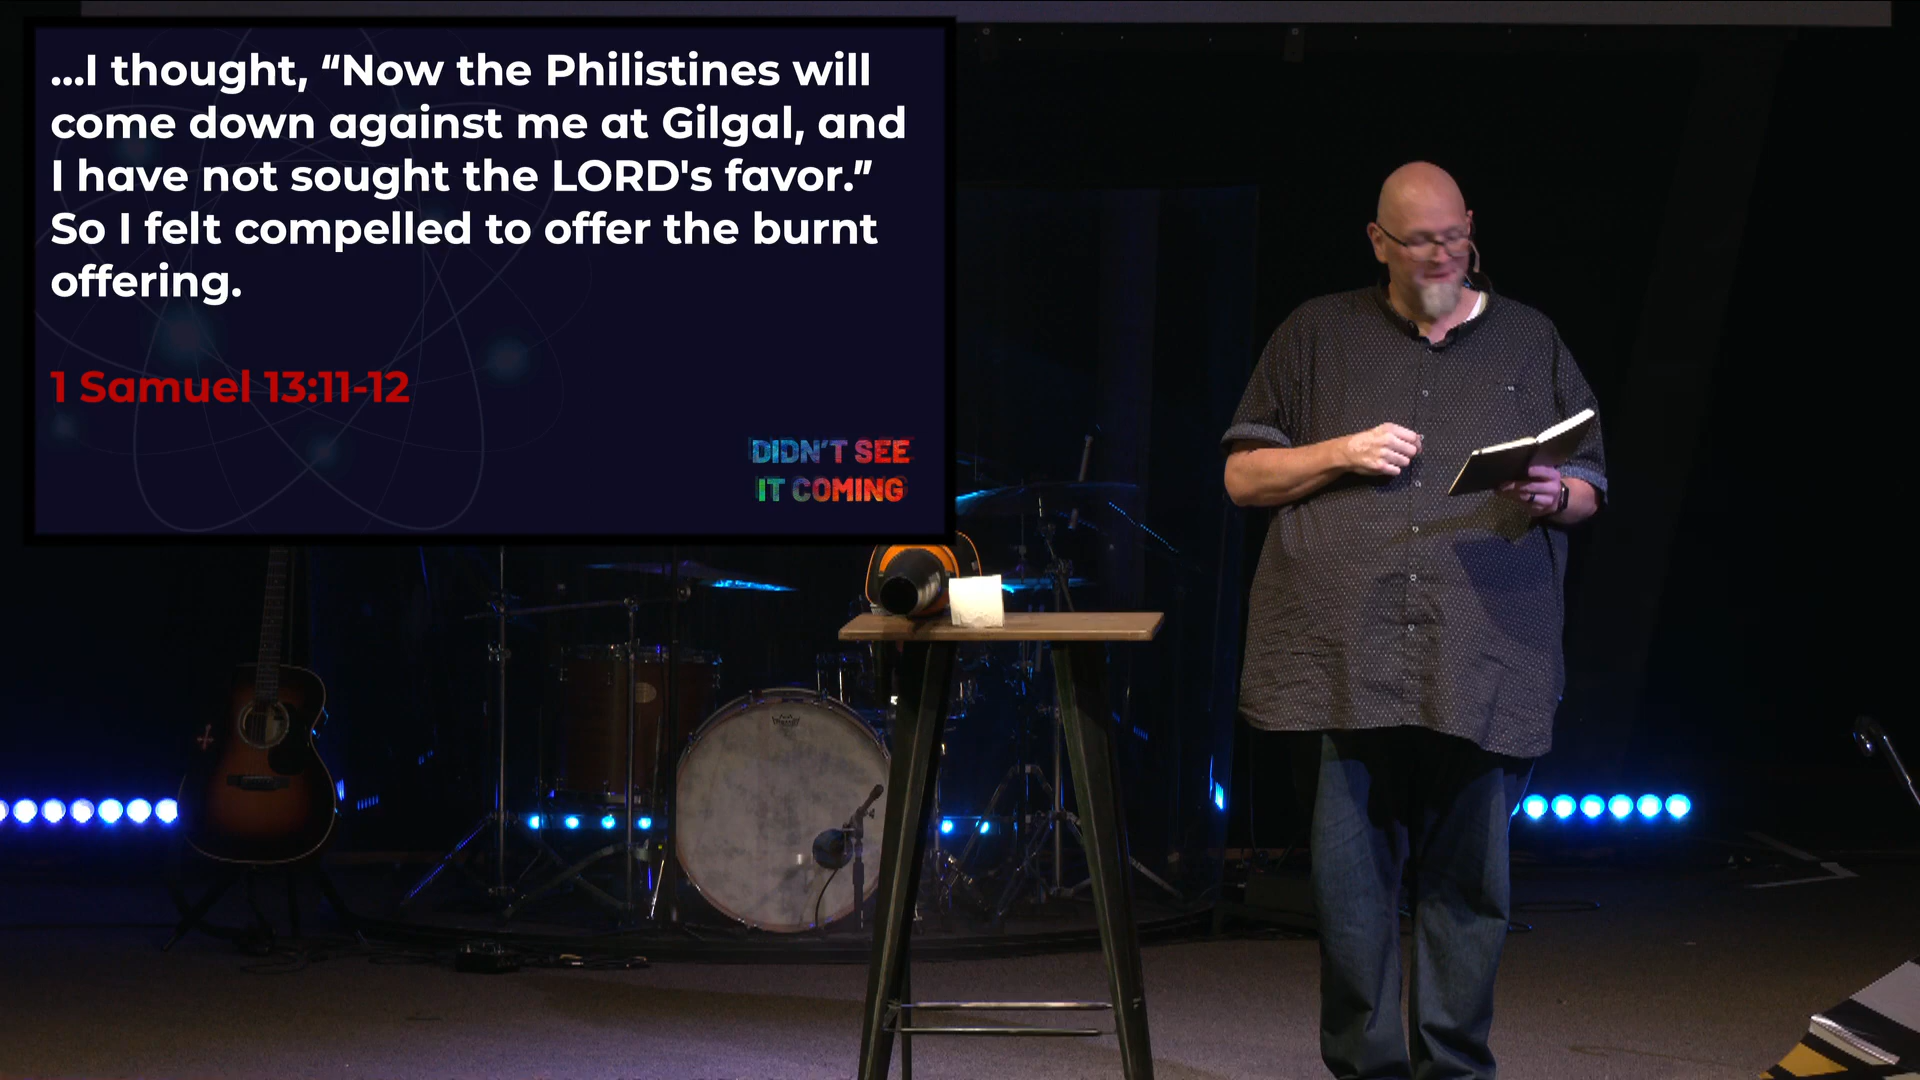 ...I thought, “Now the Philistines will
come down against me at Gilgal, and
I have not sought the LORD's favor.”
So I felt compelled to offer the burnt
offering.
1 Samuel 13:11-12
DIDN'T SEE
IT COMING